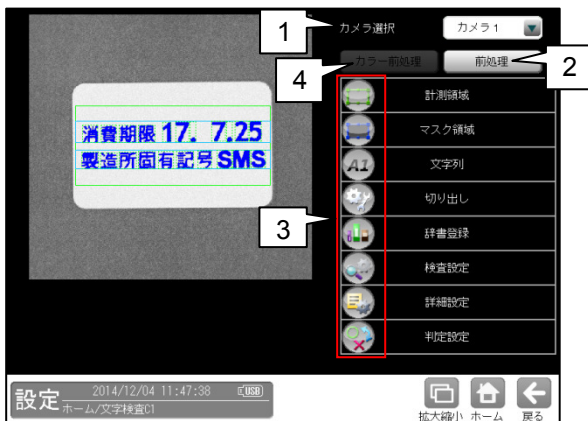 1
カメラ選択
カメラ1
カラー前処理
前処理
2
4
計測領域
マスク領域
消費期限 17. 7.25
製造所固有記号 SMS
A1
文字列
切り出し
3
辞書登録
検査設定
詳細設定
判定設定
設定
2014/12/04 11:47:38
USB
ホーム/文字検査C1
拡大縮小
ホーム
戻る